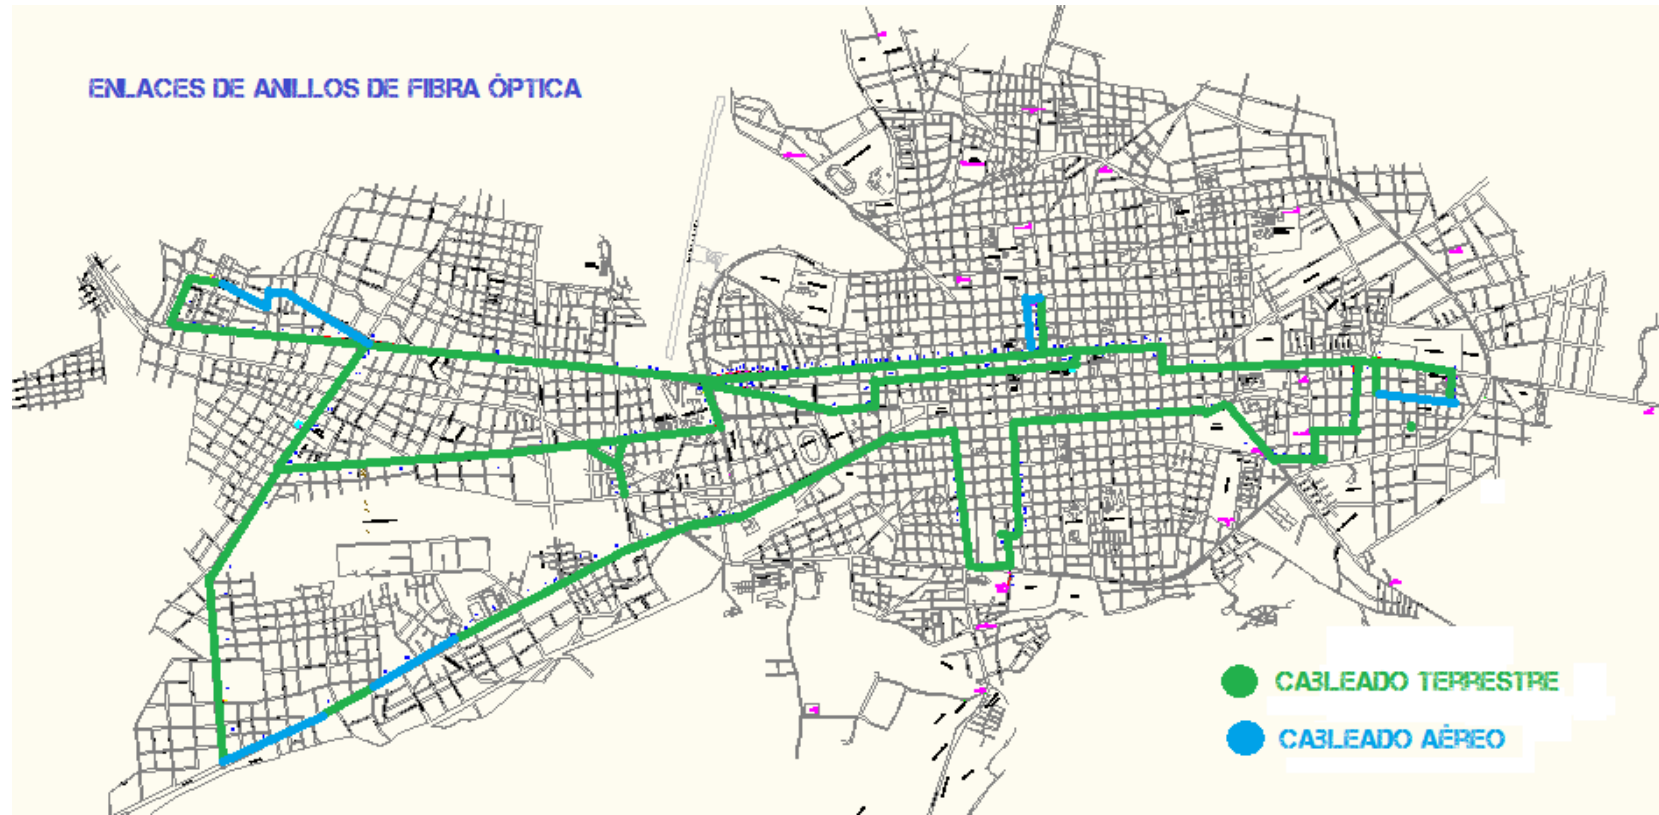 ENLACES DE ANILLOS DE FIBRA ÓPTICA
CABLEADO TERRESTRE
CABLEADO AÉREO